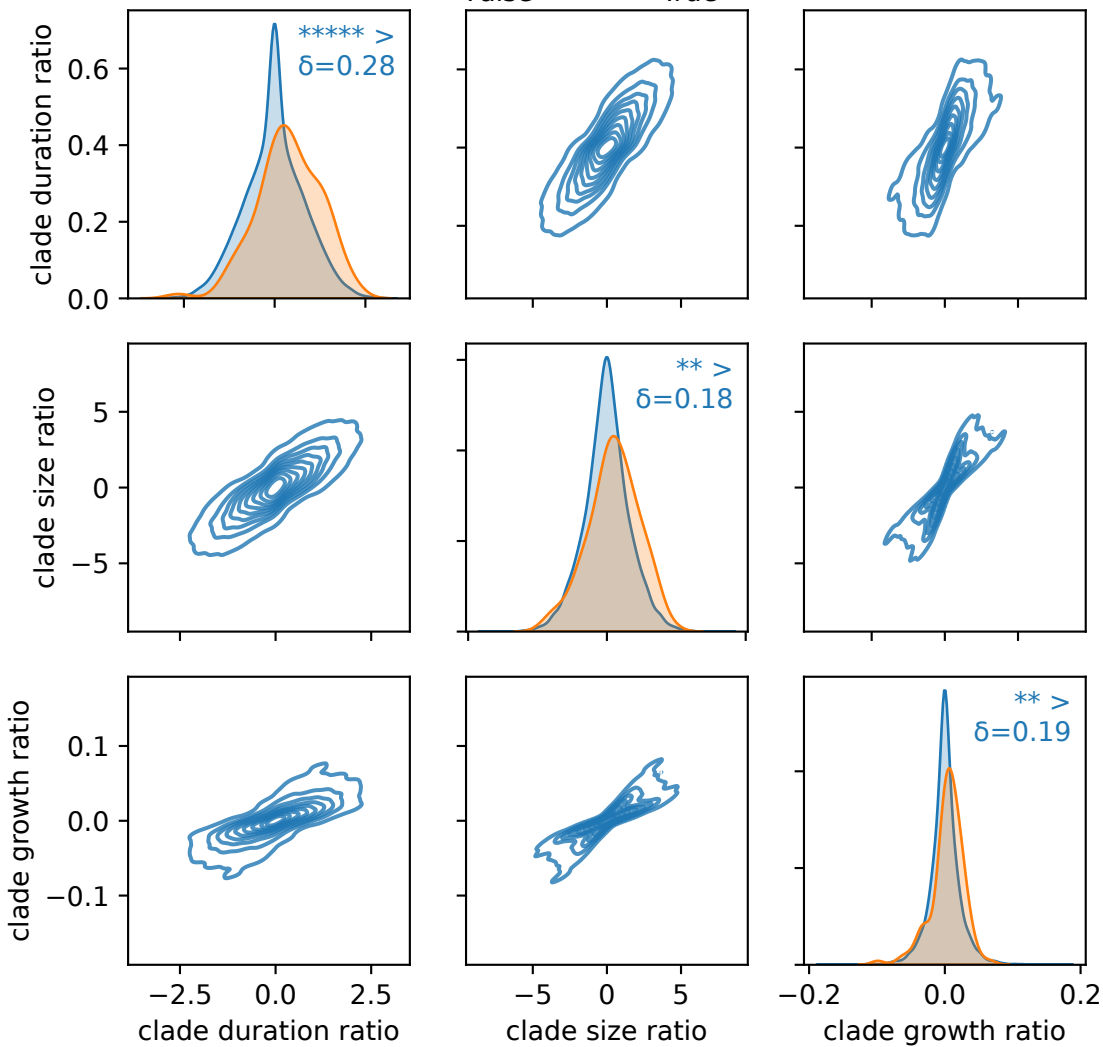 clade duration ratio
0.6
0.4
0.2
0.0
***** >
δ=0.28
clade size ratio
5
0
−5
** >
δ=0.18
clade growth ratio
0.1
0.0
−0.1
** >
δ=0.19
−2.5 0.0 2.5
−5 0 5
−0.2 0.0 0.2
clade duration ratio
clade size ratio
clade growth ratio